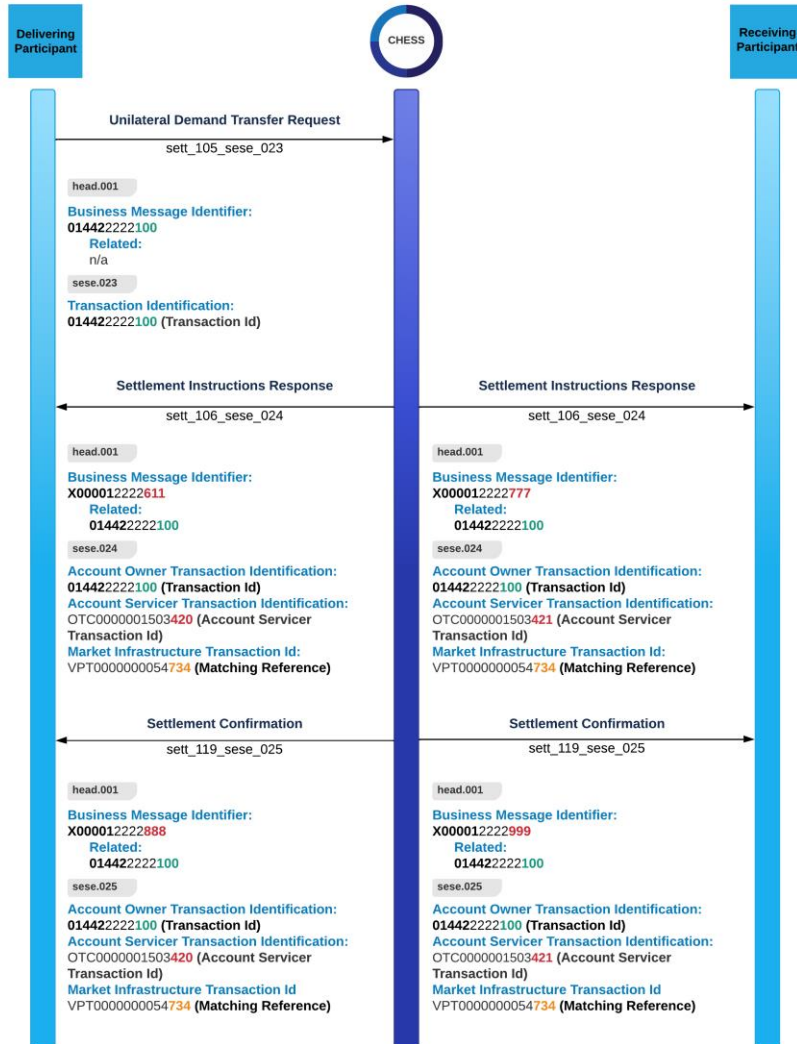 Delivering
Participant
CHESS
Receiving
Participant
Unilateral Demand Transfer Request
sett_105_sese_023
head.001
Business Message Identifier:
014422222100
Related:
n/a
sese.023
Transaction Identification:
014422222100 (Transaction Id)
Settlement Instructions Response
sett_106_sese_024
head.001
Business Message Identifier:
X000012222611
Related:
014422222100
sese.024
Account Owner Transaction Identification:
014422222100 (Transaction Id)
Account Servicer Transaction Identification:
OTC0000001503420 (Account Servicer
Transaction Id)
Market Infrastructure Transaction Id:
VPT0000000054734 (Matching Reference)
Settlement Instructions Response
sett_106_sese_024
head.001
Business Message Identifier:
X000012222777
Related:
014422222100
sese.024
Account Owner Transaction Identification:
014422222100 (Transaction Id)
Account Servicer Transaction Identification:
OTC0000001503421 (Account Servicer
Transaction Id)
Market Infrastructure Transaction Id:
VPT0000000054734 (Matching Reference)
Settlement Confirmation
sett_119_sese_025
head.001
Business Message Identifier:
X000012222888
Related:
014422222100
sese.025
Account Owner Transaction Identification:
014422222100 (Transaction Id)
Account Servicer Transaction Identification:
OTC0000001503420 (Account Servicer
Transaction Id)
Market Infrastructure Transaction Id
VPT0000000054734 (Matching Reference)
Settlement Confirmation
sett_119_sese_025
head.001
Business Message Identifier:
X000012222999
Related:
014422222100
sese.025
Account Owner Transaction Identification:
014422222100 (Transaction Id)
Account Servicer Transaction Identification:
OTC0000001503421 (Account Servicer
Transaction Id)
Market Infrastructure Transaction Id
VPT0000000054734 (Matching Reference)